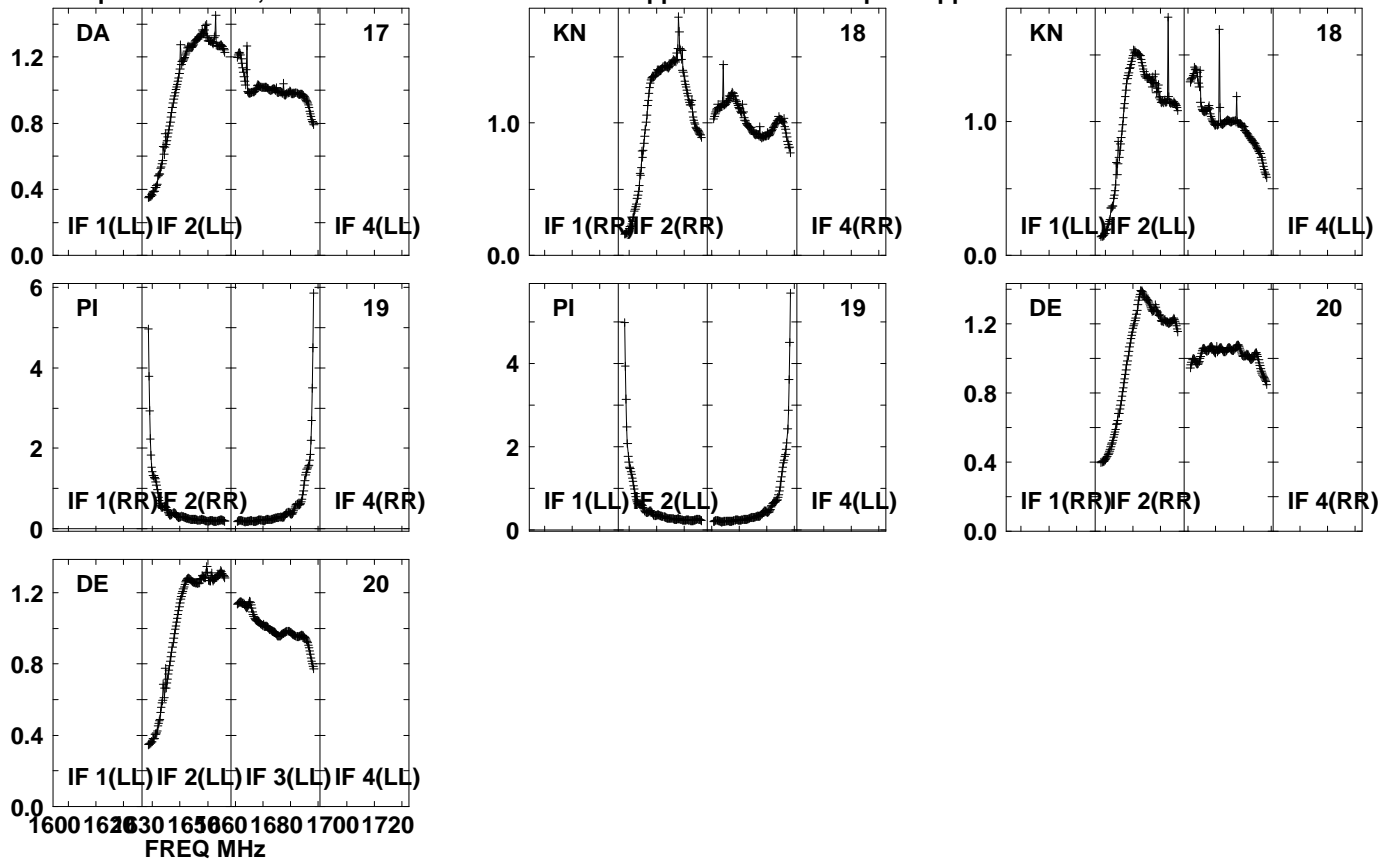 DA 17
KN 18
KN 18
1.2
0.8
0.4
0.0
1.0
0.0
1.0
0.0
IF 1(LL) IF 2(LL) IF 4(LL)
IF 1(RR) IF 2(RR) IF 4(RR)
IF 1(LL) IF 2(LL) IF 4(LL)
PI 19
PI 19
DE 20
6
4
2
0
6
4
2
0
1.2
0.8
0.4
0.0
IF 1(RR) IF 2(RR) IF 4(RR)
IF 1(LL) IF 2(LL) IF 4(LL)
IF 1(RR) IF 2(RR) IF 4(RR)
DE 20
1.2
0.8
0.4
0.0
IF 1(LL) IF 2(LL) IF 3(LL) IF 4(LL)
1600 1630 1660 1680 1700 1720
FREQ MHz